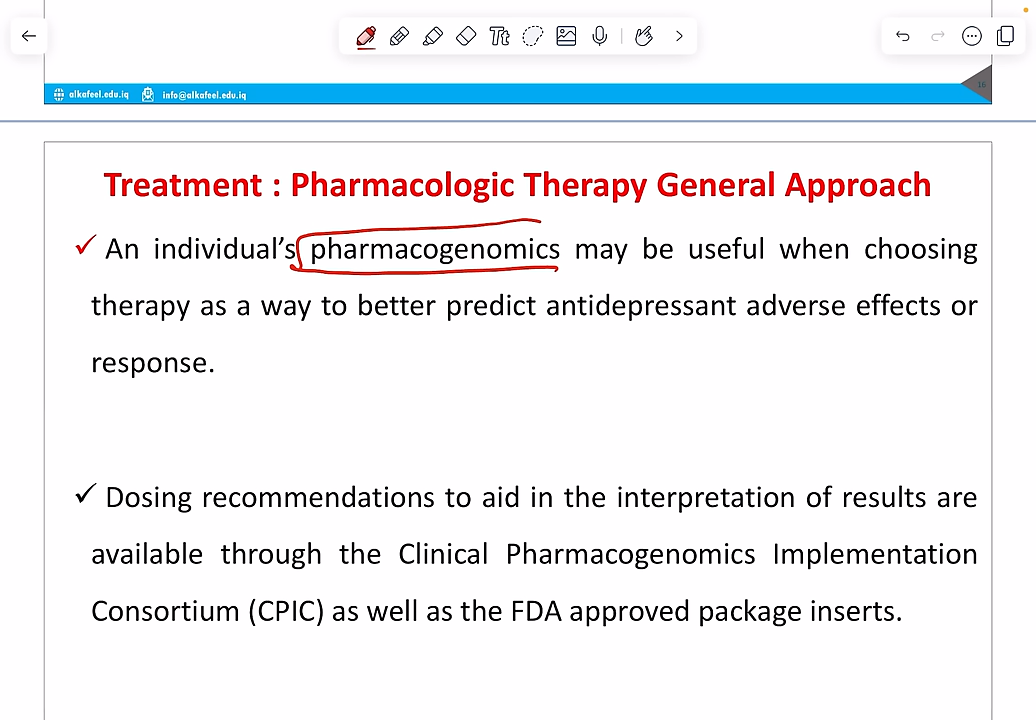 Tt
alkafeel.edu.iq info@alkafeel.edu.iq
16
Treatment : Pharmacologic Therapy General Approach
✓ An individual’s pharmacogenomics may be useful when choosing
therapy as a way to better predict antidepressant adverse effects or
response.
✓ Dosing recommendations to aid in the interpretation of results are
available through the Clinical Pharmacogenomics Implementation
Consortium (CPIC) as well as the FDA approved package inserts.